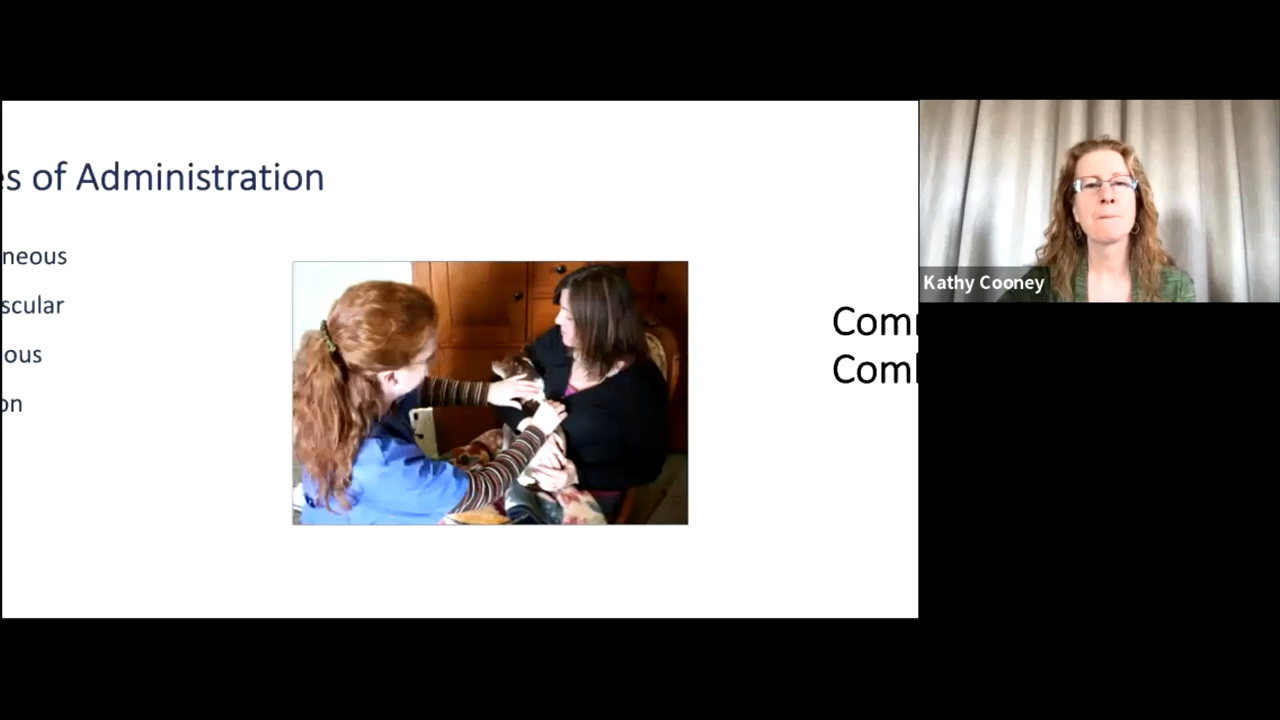 es of Administration
neous
scular
ous
on
Com
Com
Kathy Cooney